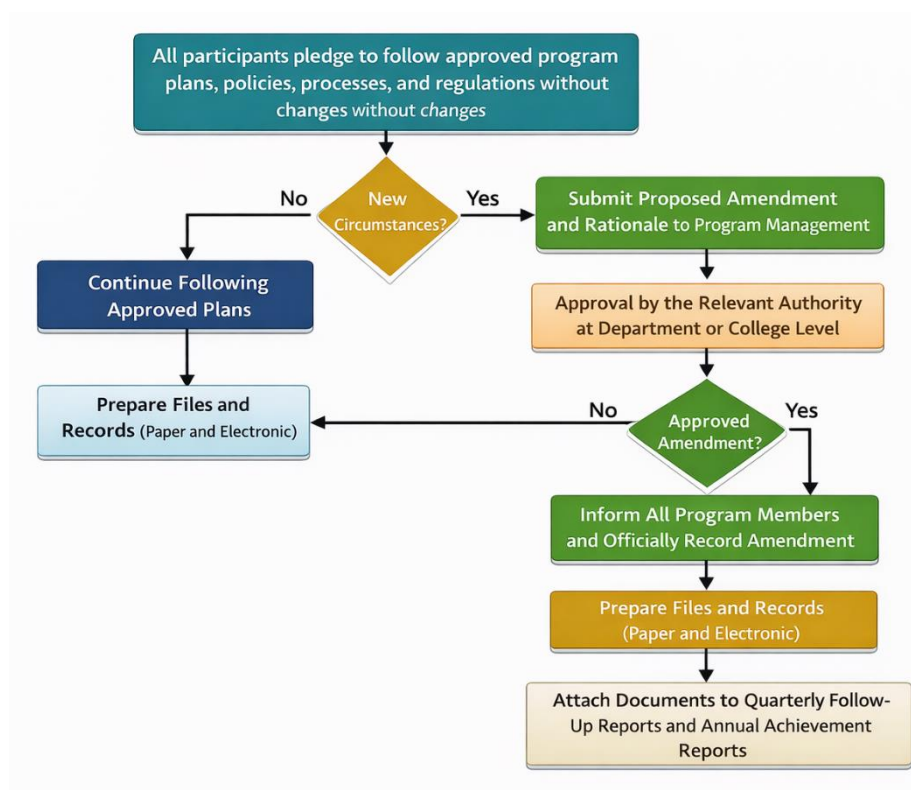 All participants pledge to follow approved program
plans, policies, processes, and regulations without
changes without changes
No
New
Circumstances?
Yes
Submit Proposed Amendment
and Rationale to Program Management
Continue Following
Approved Plans
Approval by the Relevant Authority
at Department or College Level
Prepare Files and
Records (Paper and Electronic)
No
Approved
Amendment?
Yes
Inform All Program Members
and Officially Record Amendment
Prepare Files and Records
(Paper and Electronic)
Attach Documents to Quarterly Follow-
Up Reports and Annual Achievement
Reports